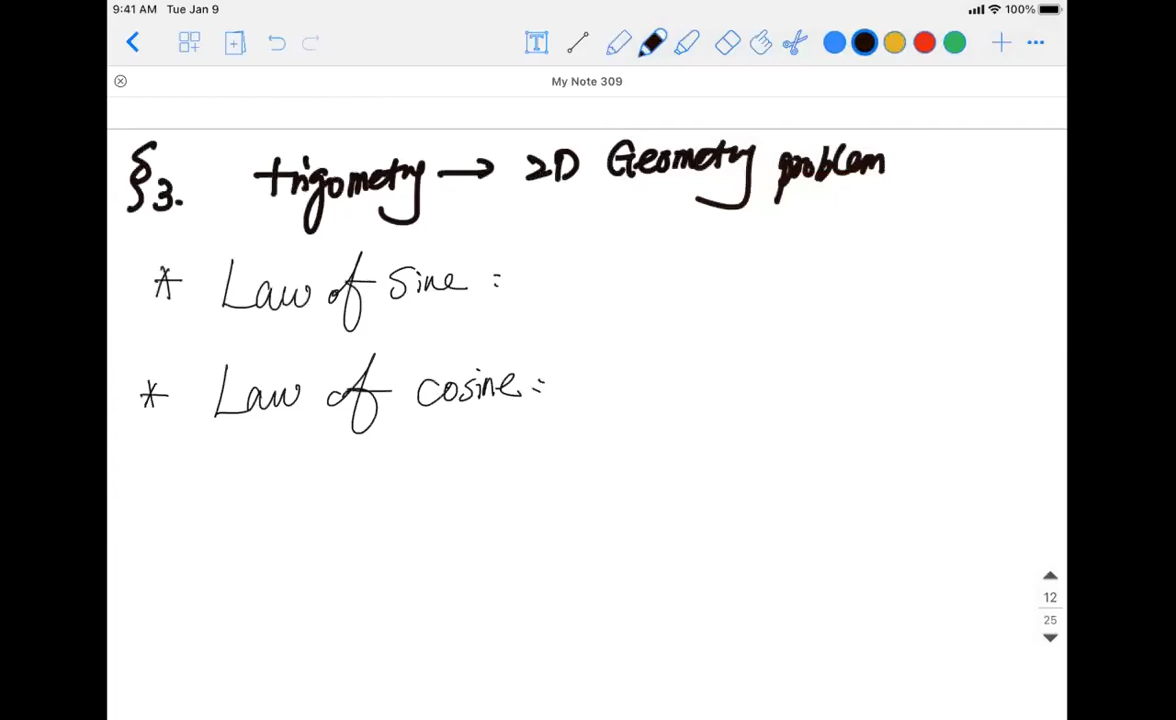 9:41 AM Tue Jan 9 100%
T
My Note 309
§3. trigometry → 2D Geometry problem
* Law of Sine :
* Law of cosine :
12
25